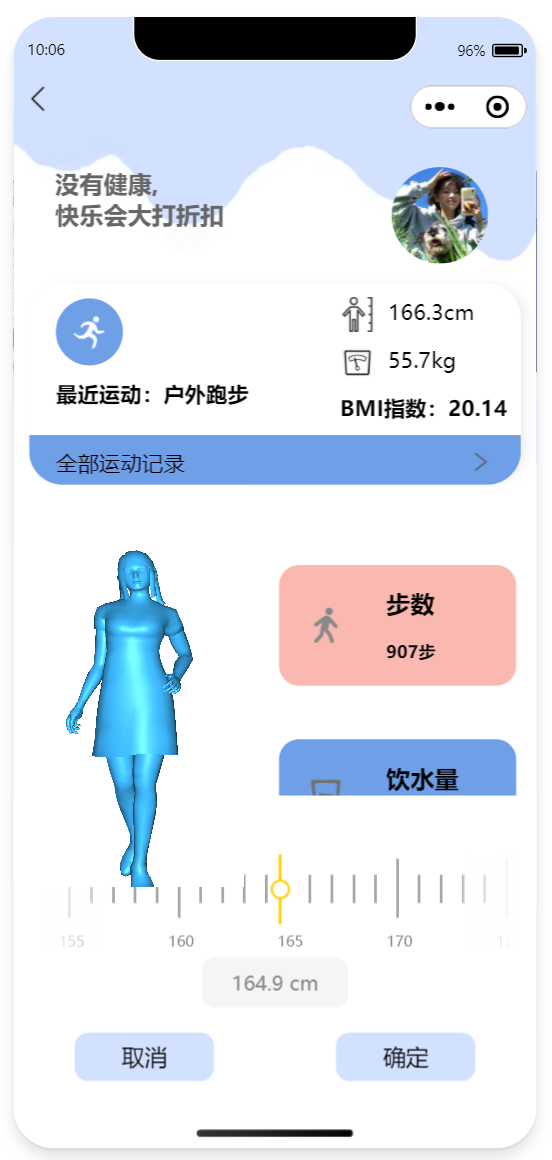 10:06
96%
没有健康,
快乐会大打折扣
166.3cm
55.7kg
最近运动：户外跑步
BMI指数：20.14
全部运动记录
步数
907步
饮水量
155
160
165
170
164.9 cm
取消
确定